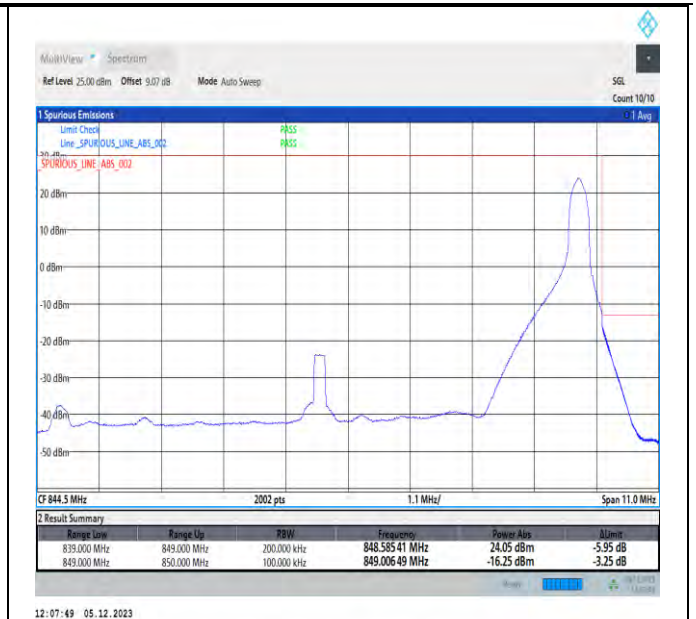 MultiView Spectrum
Ref Level 25.00 dBm Offset 9.07 dB Mode Auto Sweep SGL
Count 10/10
1 Spurious Emissions 1 Avg
Limit Check PASS
Line _SPURIOUS_LINE_ABS_002 PASS
30 dBm
_SPURIOUS_LINE_ABS_002
20 dBm
10 dBm
0 dBm
-10 dBm
-20 dBm
-30 dBm
-40 dBm
-50 dBm
CF 844.5 MHz 2002 pts 1.1 MHz/ Span 11.0 MHz
2 Result Summary
Range Low Range Up RBW Frequency Power Abs ΔLimit
839.000 MHz 849.000 MHz 200.000 kHz 848.58541 MHz 24.05 dBm -5.95 dB
849.000 MHz 850.000 MHz 100.000 kHz 849.00649 MHz -16.25 dBm -3.25 dB
12:07:49 05.12.2023